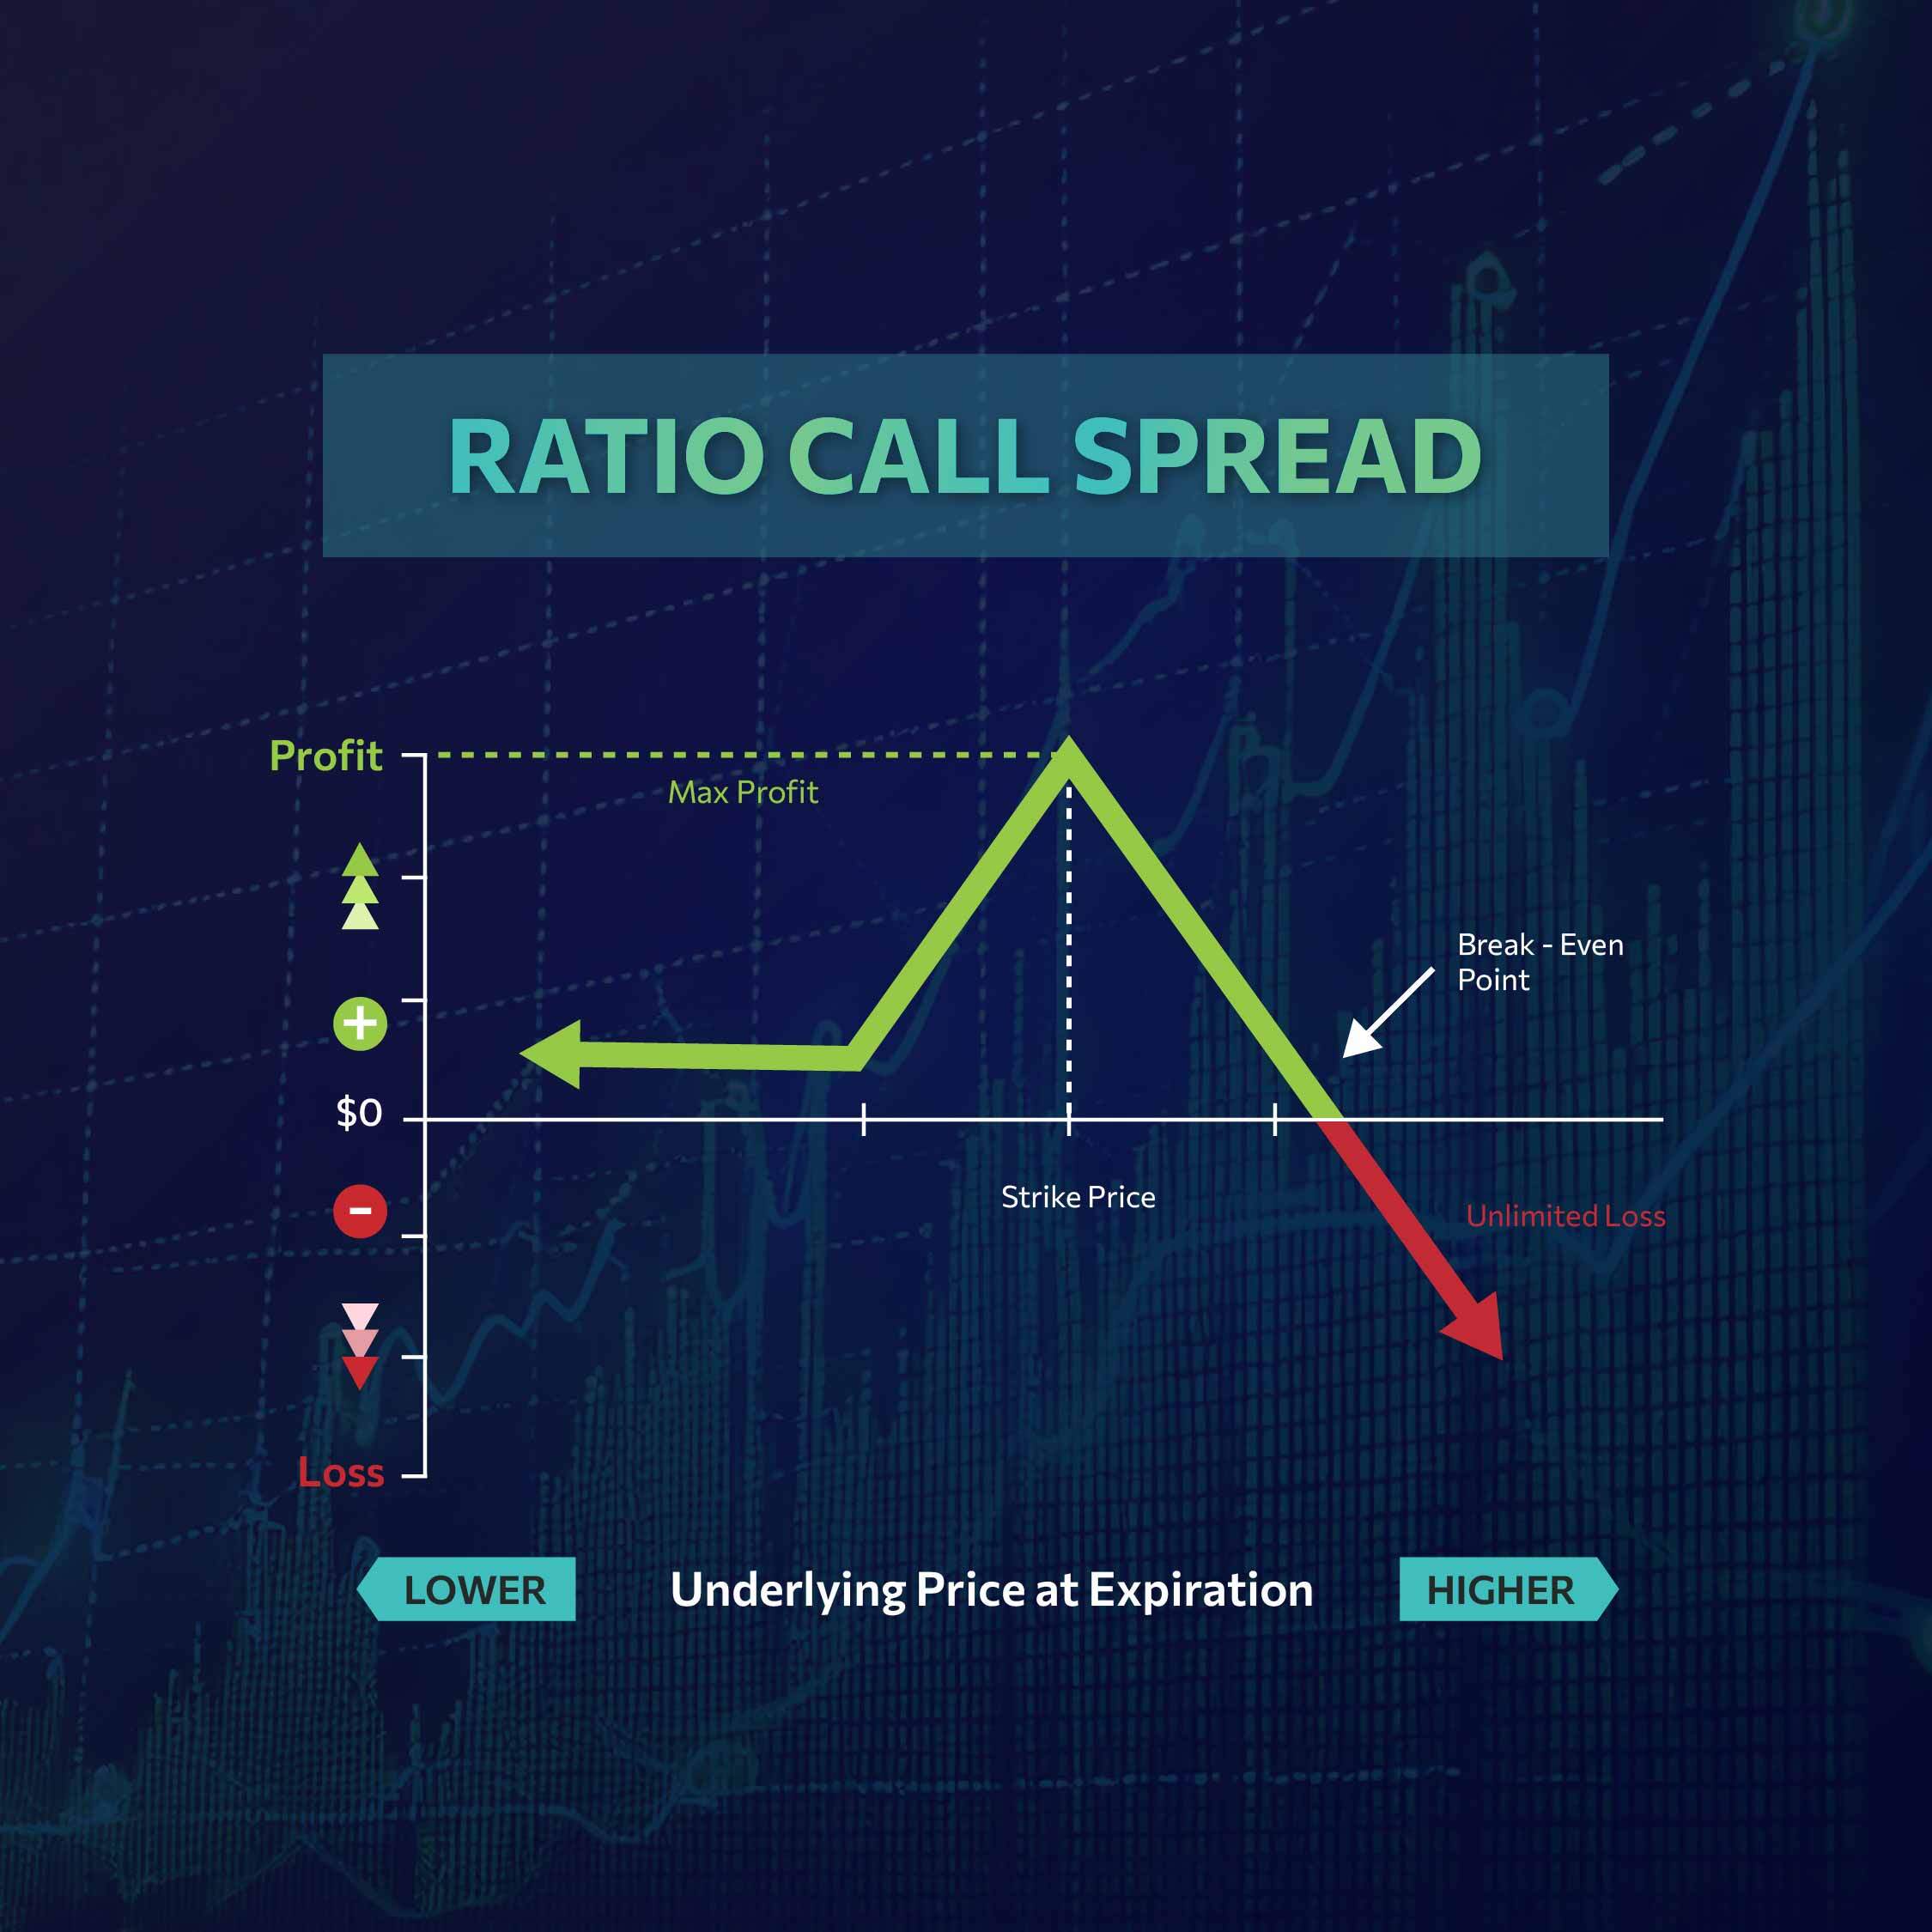 RATIO CALL SPREAD
Profit
Max Profit
Break - Even
Point
+
$0
-
Strike Price
Unlimited Loss
Loss
LOWER
Underlying Price at Expiration
HIGHER